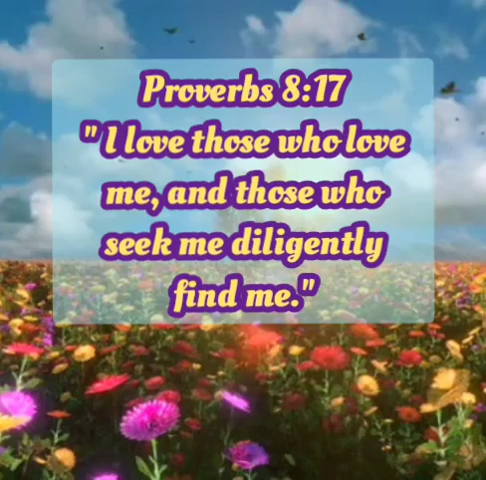 Proverbs 8:17
" I love those who love
me, and those who
seek me diligently
find me."